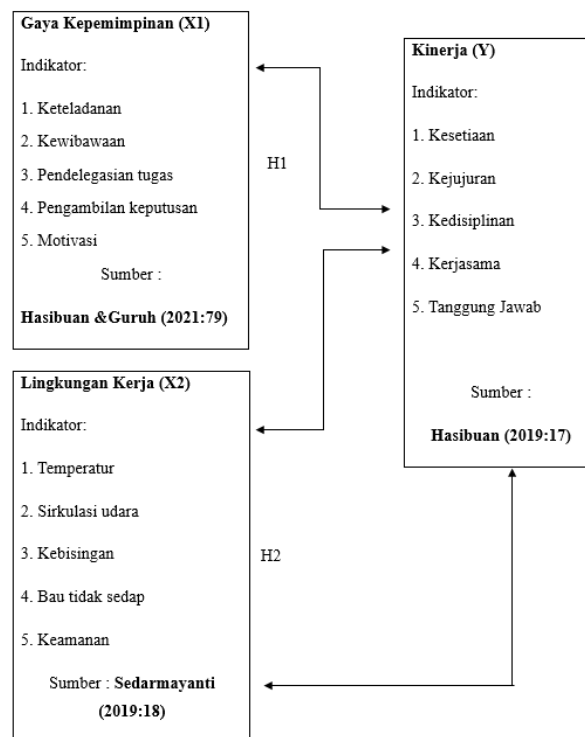 Gaya Kepemimpinan (X1)
Indikator:
1. Keteladanan
2. Kewibawaan
3. Pendelegasian tugas
4. Pengambilan keputusan
5. Motivasi
Sumber :
Hasibuan &Guruh (2021:79)
H1
Kinerja (Y)
Indikator:
1. Kesetiaan
2. Kejujuran
3. Kedisiplinan
4. Kerjasama
5. Tanggung Jawab
Sumber :
Hasibuan (2019:17)
Lingkungan Kerja (X2)
Indikator:
1. Temperatur
2. Sirkulasi udara
3. Kebisingan
4. Bau tidak sedap
5. Keamanan
Sumber : Sedarmayanti
(2019:18)
H2